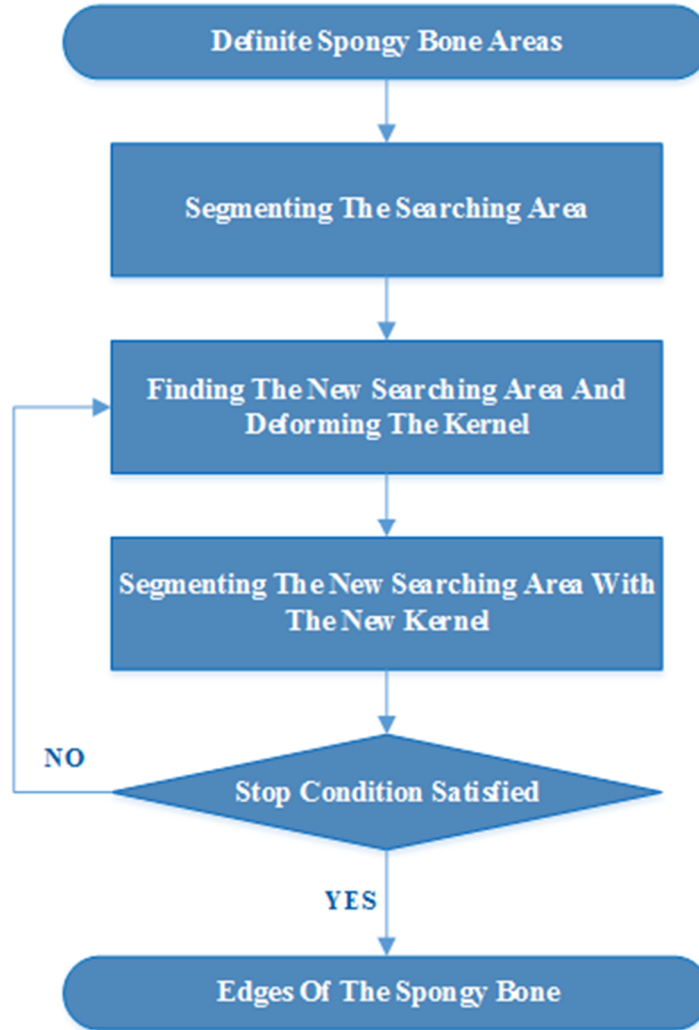 Definite Spongy Bone Areas
Segmenting The Searching Area
Finding The New Searching Area And
Deforming The Kernel
Segmenting The New Searching Area With
The New Kernel
Stop Condition Satisfied
NO
YES
Edges Of The Spongy Bone